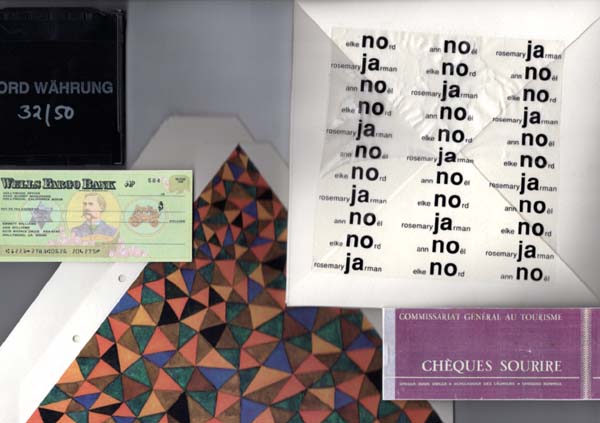 ORD WÄHRUNG
32/50
WELLS FARGO BANK
elke nord ann noël rosemary jarman
rosemary jarman elke nord ann noël
ann noël rosemary jarman elke nord
elke nord ann noël rosemary jarman
rosemary jarman elke nord ann noël
ann noël rosemary jarman elke nord
elke nord ann noël rosemary jarman
rosemary jarman elke nord ann noël
ann noël rosemary jarman elke nord
elke nord ann noël rosemary jarman
rosemary jarman elke nord ann noël
COMMISSARIAT GÉNÉRAL AU TOURISME
CHÈQUES SOURIRE